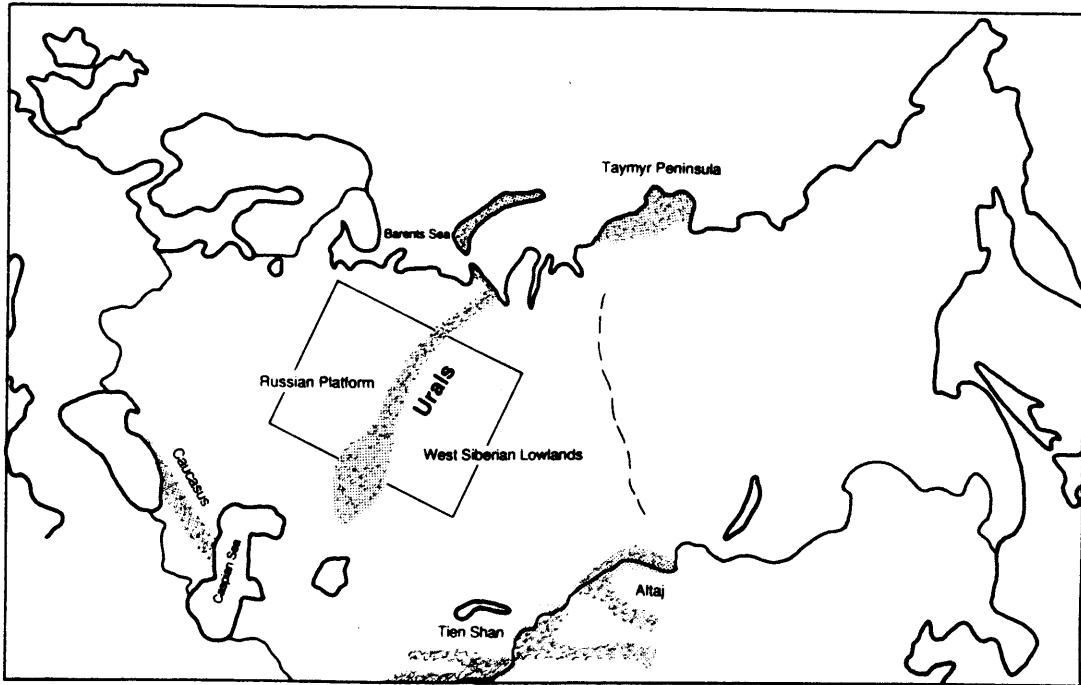 Taymyr Peninsula
Barents Sea
Russian Platform
Urals
West Siberian Lowlands
Caucasus
Caspian Sea
Altaj
Tien Shan